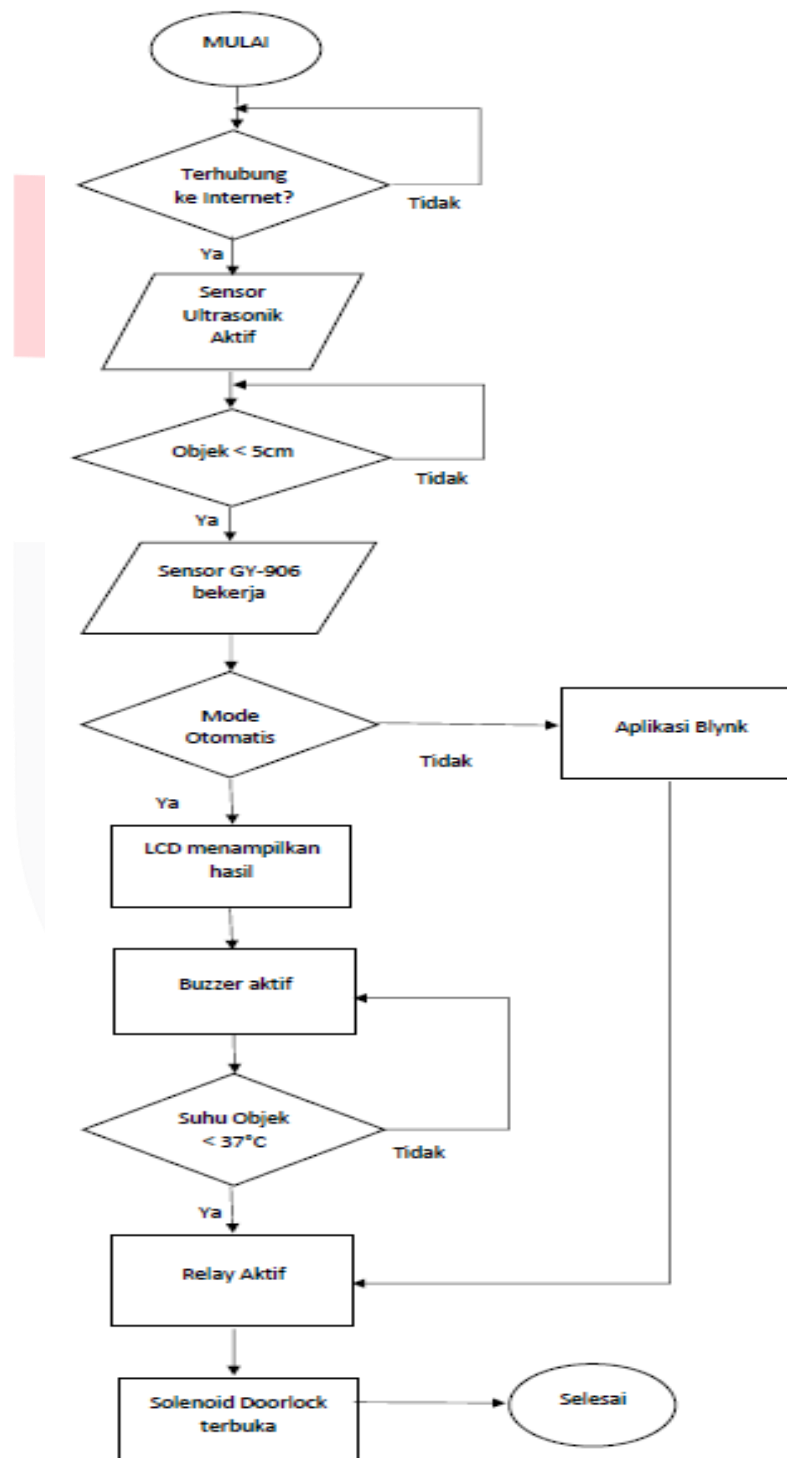 MULAI
Terhubung
ke Internet?
Tidak
Ya
Sensor
Ultrasonik
Aktif
Objek < 5cm
Tidak
Ya
Sensor GY-906
bekerja
Mode
Otomatis
Tidak
Aplikasi Blynk
Ya
LCD menampilkan
hasil
Buzzer aktif
Suhu Objek
< 37°C
Tidak
Ya
Relay Aktif
Solenoid Doorlock
terbuka
Selesai